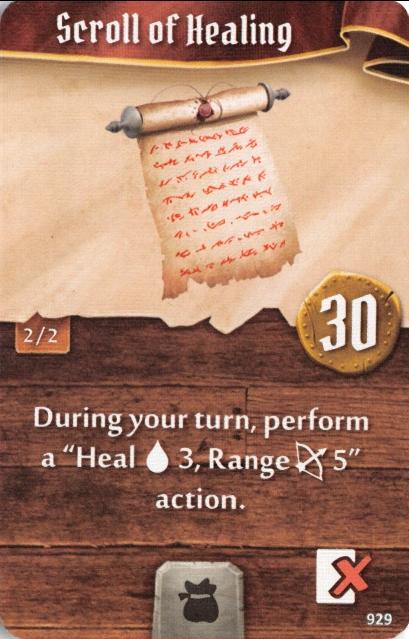 Scroll of Healing
30
2/2
During your turn, perform
a “Heal 3, Range 5”
action.
929